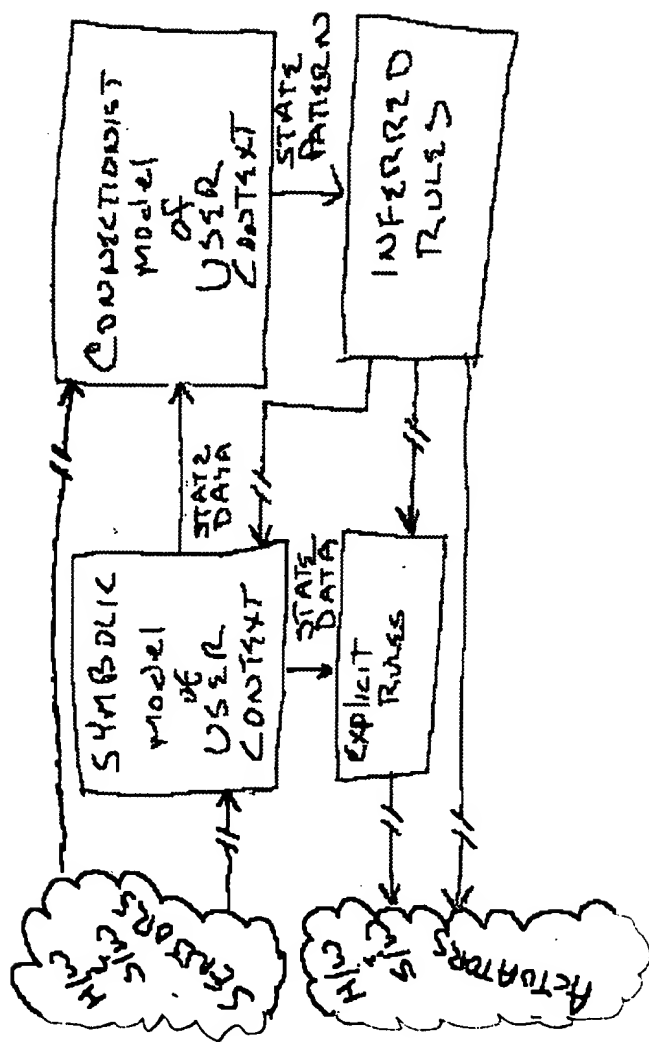 H/W
S/W
SENSORS
SYMBOLIC
Model
of
USER
CONTEXT
STATE
DATA
CONNECTIONIST
Model
OF
USER
CONTEXT
STATE
DATA
STATE
PATTERN
H/W
S/W
ACTUATORS
Explicit
RULES
INFERRED
RULES